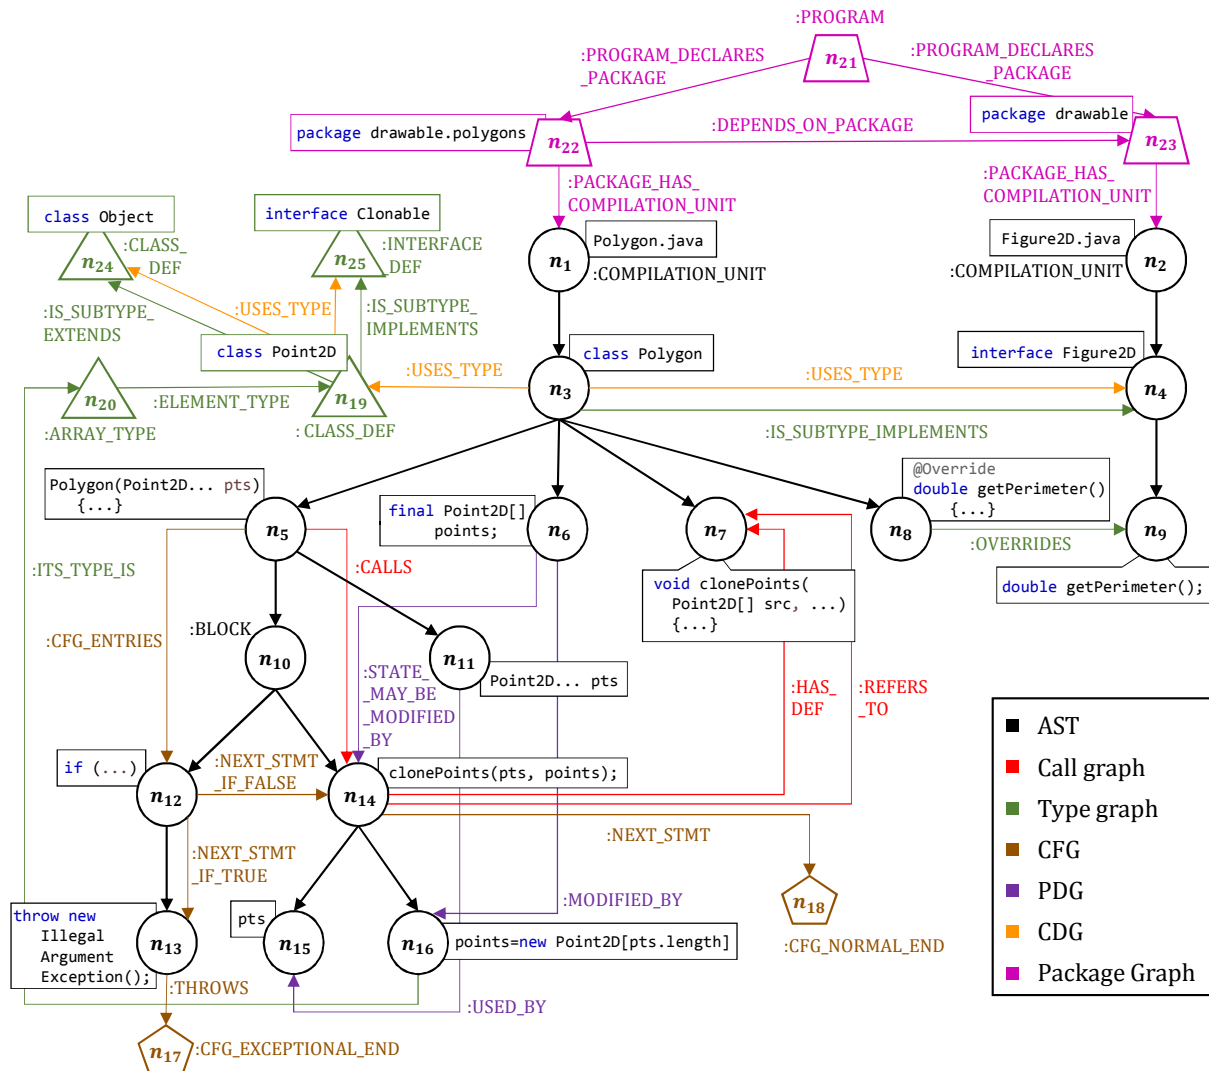 :PROGRAM
n21
:PROGRAM_DECLARES
_PACKAGE
:PROGRAM_DECLARES
_PACKAGE
package drawable.polygons
n22
:DEPENDS_ON_PACKAGE
package drawable
n23
:PACKAGE_HAS_
COMPILATION_UNIT
:PACKAGE_HAS_
COMPILATION_UNIT
class Object
n24
:CLASS_
DEF
interface Clonable
n25
:INTERFACE
_DEF
n1
Polygon.java
:COMPILATION_UNIT
Figure2D.java
n2
:COMPILATION_UNIT
:IS_SUBTYPE_
EXTENDS
:USES_TYPE
:IS_SUBTYPE_
IMPLEMENTS
class Point2D
n20
:ARRAY_TYPE
:ELEMENT_TYPE
n19
: CLASS_DEF
:USES_TYPE
class Polygon
n3
:USES_TYPE
interface Figure2D
n4
:IS_SUBTYPE_IMPLEMENTS
Polygon(Point2D... pts)
{...}
n5
final Point2D[]
points;
n6
n7
void clonePoints(
Point2D[] src, ...)
{...}
@Override
double getPerimeter()
{...}
n8
:OVERRIDES
n9
double getPerimeter();
:ITS_TYPE_IS
:CALLS
:CFG_ENTRIES
:BLOCK
n10
n11
Point2D... pts
:STATE_
_MAY_BE
_MODIFIED
_BY
:HAS_
DEF
:REFERS
_TO
if (...)
n12
:NEXT_STMT
_IF_FALSE
n14
clonePoints(pts, points);
:NEXT_STMT
_IF_TRUE
:NEXT_STMT
throw new
Illegal
Argument
Exception();
n13
pts
n15
n16
points=new Point2D[pts.length]
:MODIFIED_BY
n18
:CFG_NORMAL_END
:THROWS
:USED_BY
n17
:CFG_EXCEPTIONAL_END
AST
Call graph
Type graph
CFG
PDG
CDG
Package Graph